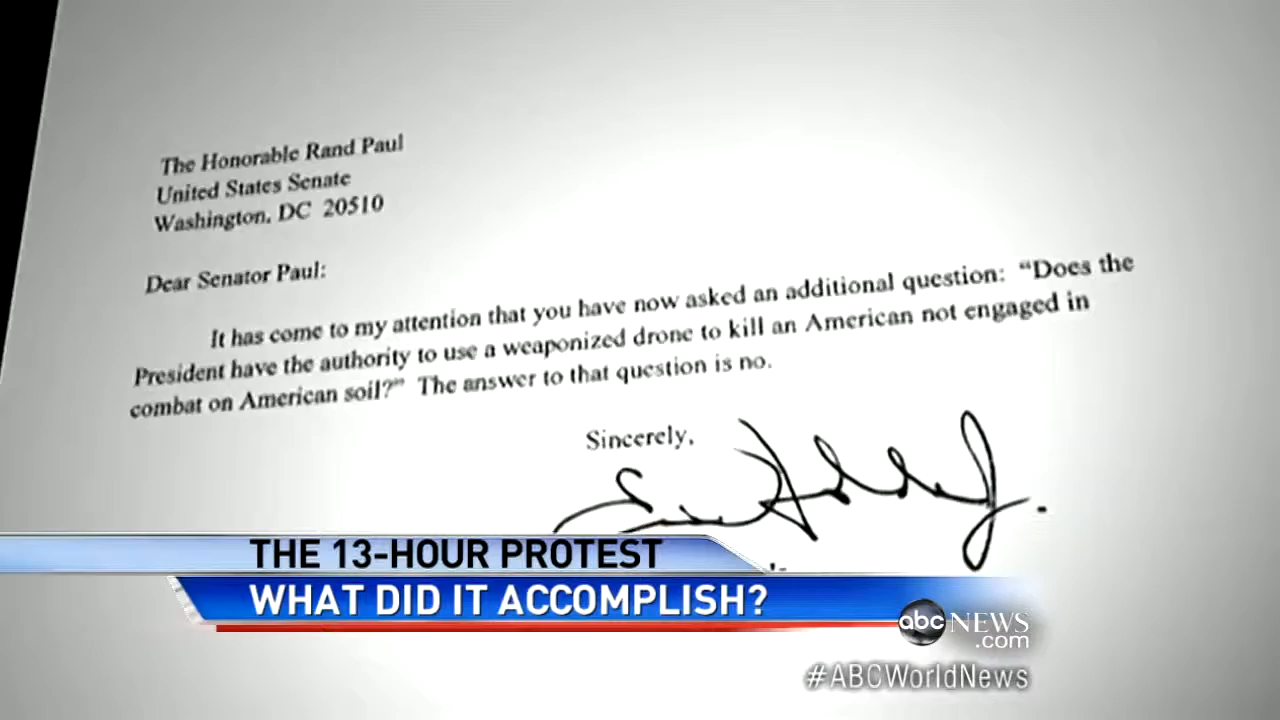 The Honorable Rand Paul
United States Senate
Washington, DC 20510
Dear Senator Paul:
It has come to my attention that you have now asked an additional question: “Does the
President have the authority to use a weaponized drone to kill an American not engaged in
combat on American soil?” The answer to that question is no.
Sincerely,
THE 13-HOUR PROTEST
WHAT DID IT ACCOMPLISH?
abc NEWS
.com
#ABCWorldNews